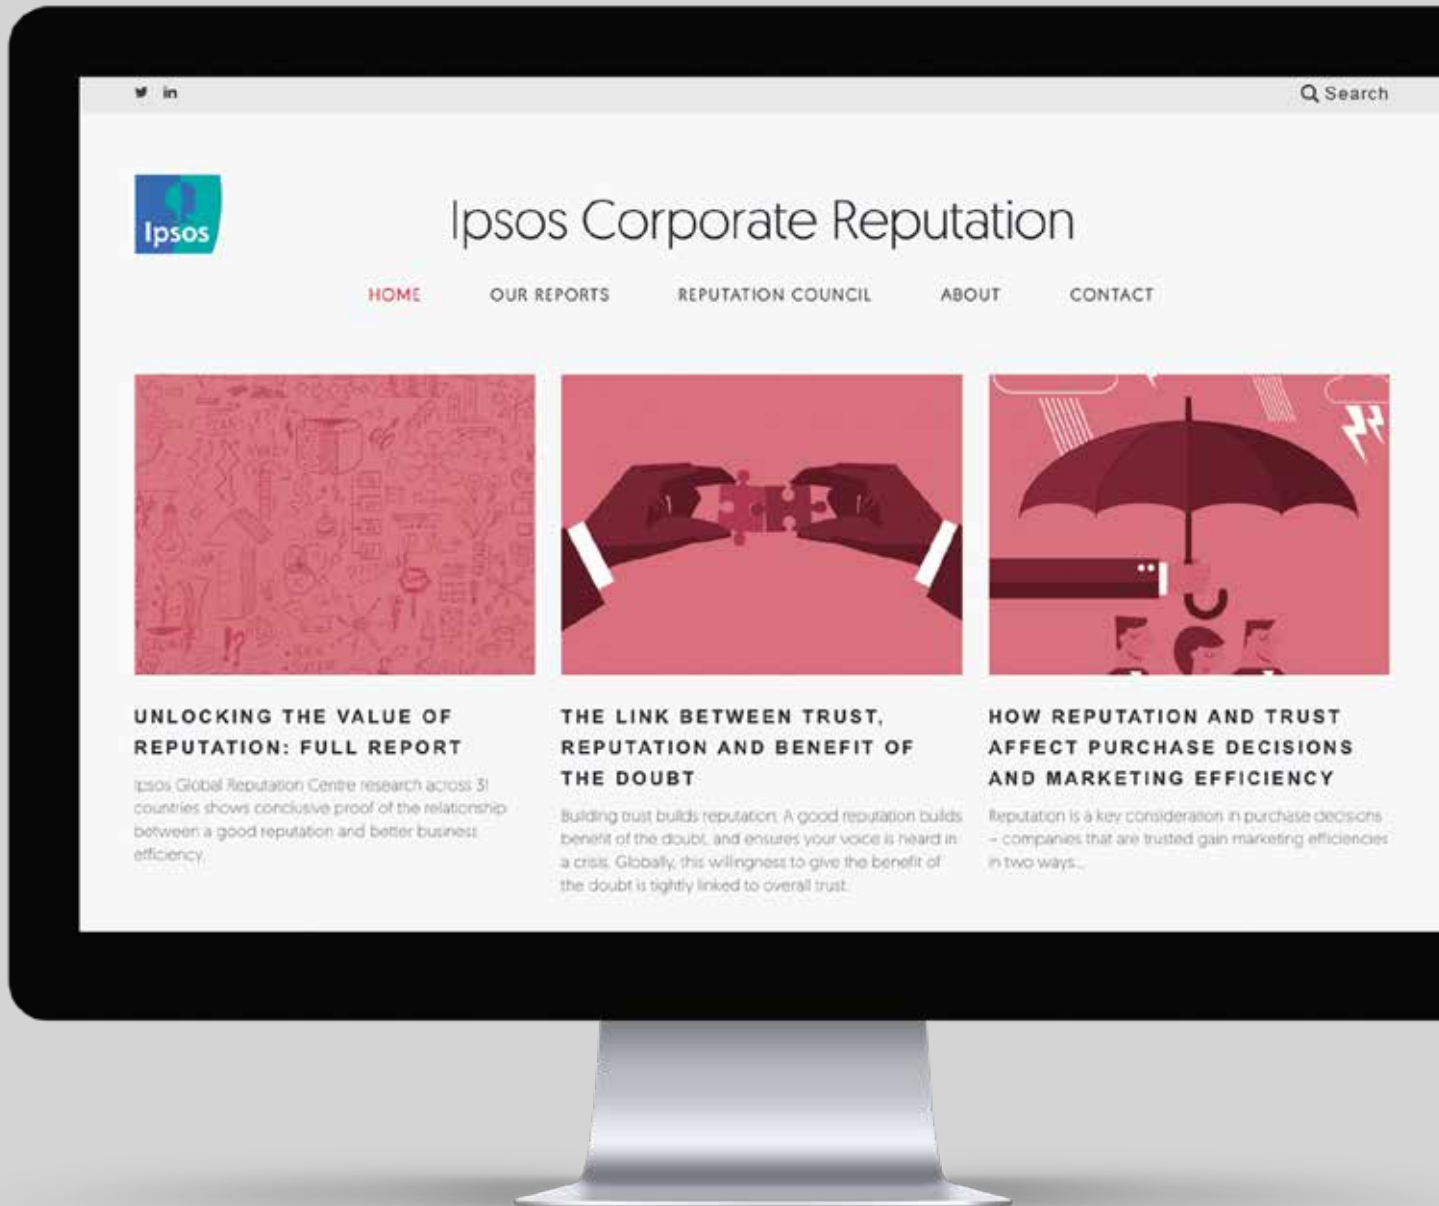 in
Search
Ipsos
Ipsos Corporate Reputation
HOME OUR REPORTS REPUTATION COUNCIL ABOUT CONTACT
UNLOCKING THE VALUE OF
REPUTATION: FULL REPORT
Ipsos Global Reputation Centre research across 31
countries shows conclusive proof of the relationship
between a good reputation and better business
efficiency.
THE LINK BETWEEN TRUST,
REPUTATION AND BENEFIT OF
THE DOUBT
Building trust builds reputation. A good reputation builds
benefit of the doubt, and ensures your voice is heard in
a crisis. Globally, this willingness to give the benefit of
the doubt is tightly linked to overall trust.
HOW REPUTATION AND TRUST
AFFECT PURCHASE DECISIONS
AND MARKETING EFFICIENCY
Reputation is a key consideration in purchase decisions
– companies that are trusted gain marketing efficiencies
in two ways...